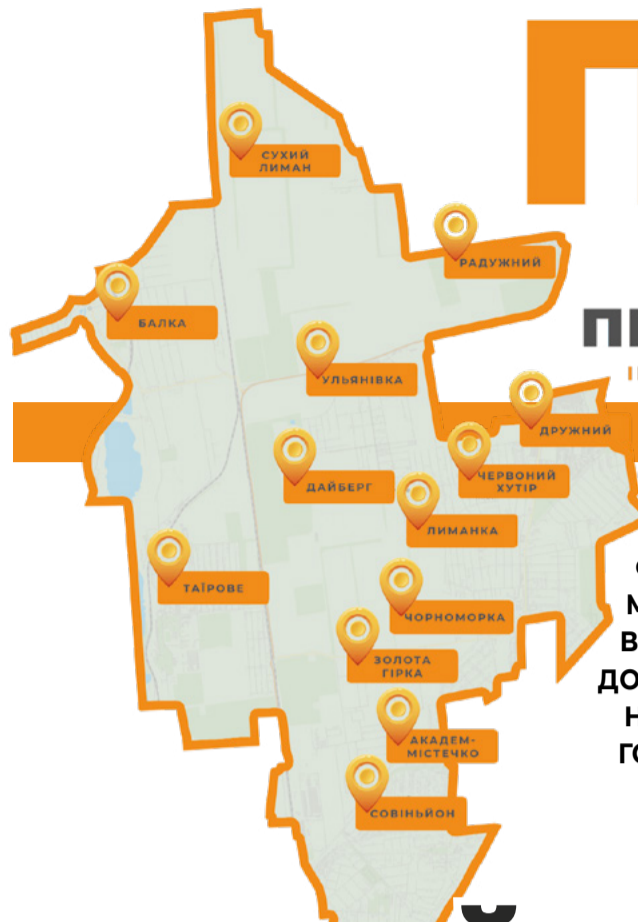 СУХИЙ
ЛИМАН
РАДУЖНИЙ
БАЛКА
УЛЬЯНІВКА
ДРУЖНИЙ
ЧЕРВОНИЙ
ХУТІР
ДАЙБЕРГ
ЛИМАНКА
ТАЇРОВЕ
ЧОРНОМОРКА
ЗОЛОТА
ГІРКА
АКАДЕМ-
МІСТЕЧКО
СОВІНЬЙОН